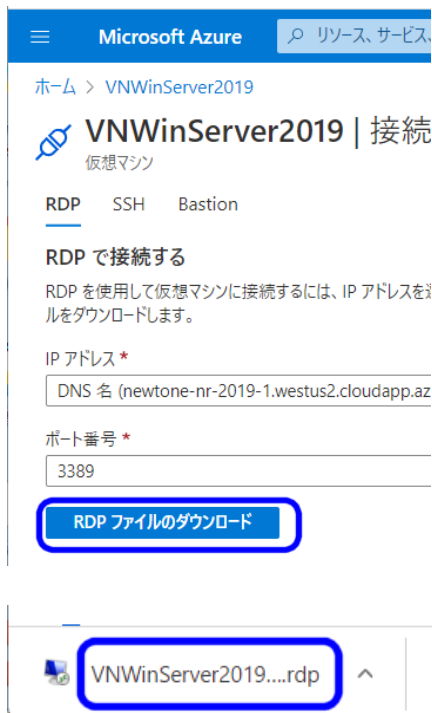 Microsoft Azure
リソース、サービス、
ホーム > VNWinServer2019
VNWinServer2019 | 接続
仮想マシン
RDP SSH Bastion
RDP で接続する
RDP を使用して仮想マシンに接続するには、IP アドレスを
ルをダウンロードします。
IP アドレス *
DNS 名 (newtone-nr-2019-1.westus2.cloudapp.az
ポート番号 *
3389
RDP ファイルのダウンロード
VNWinServer2019....rdp